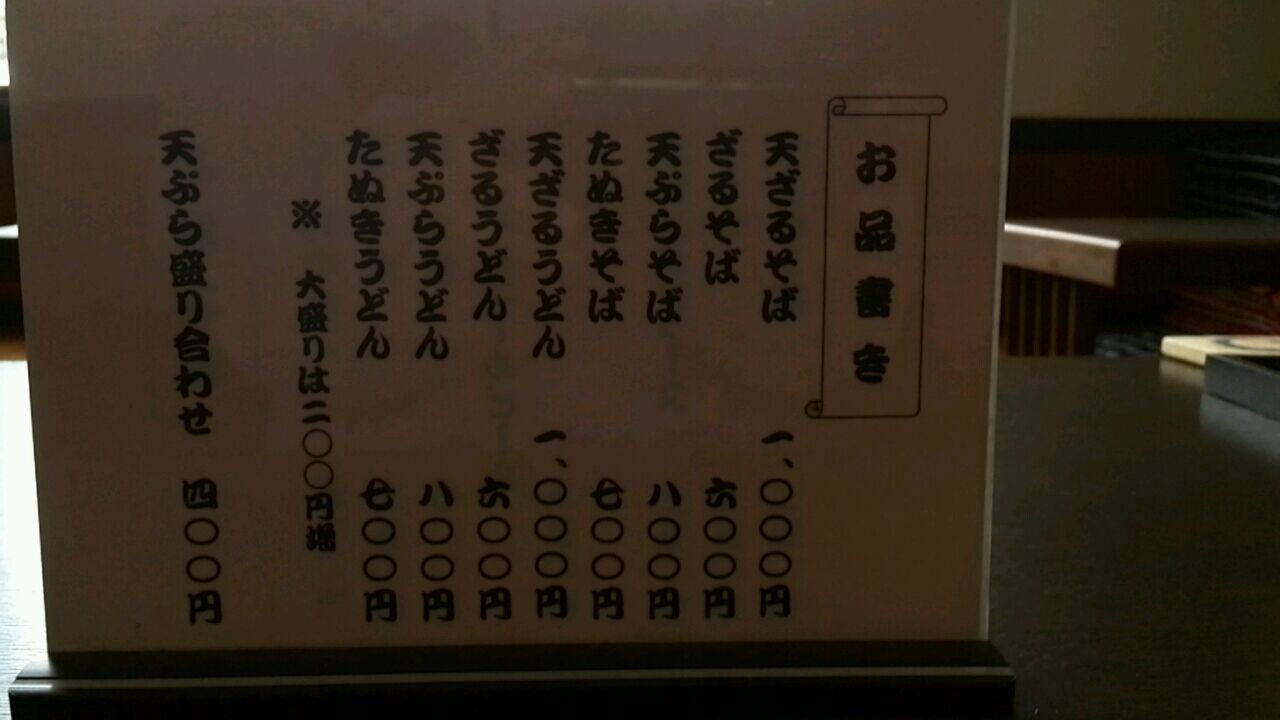 お品書き
天ざるそば 一、〇〇〇円
ざるそば 六〇〇円
天ぷらそば 八〇〇円
たぬきそば 七〇〇円
天ざるうどん 一、〇〇〇円
ざるうどん 六〇〇円
天ぷらうどん 八〇〇円
たぬきうどん 七〇〇円
※ 大盛りは二〇〇円増
天ぷら盛り合わせ 四〇〇円